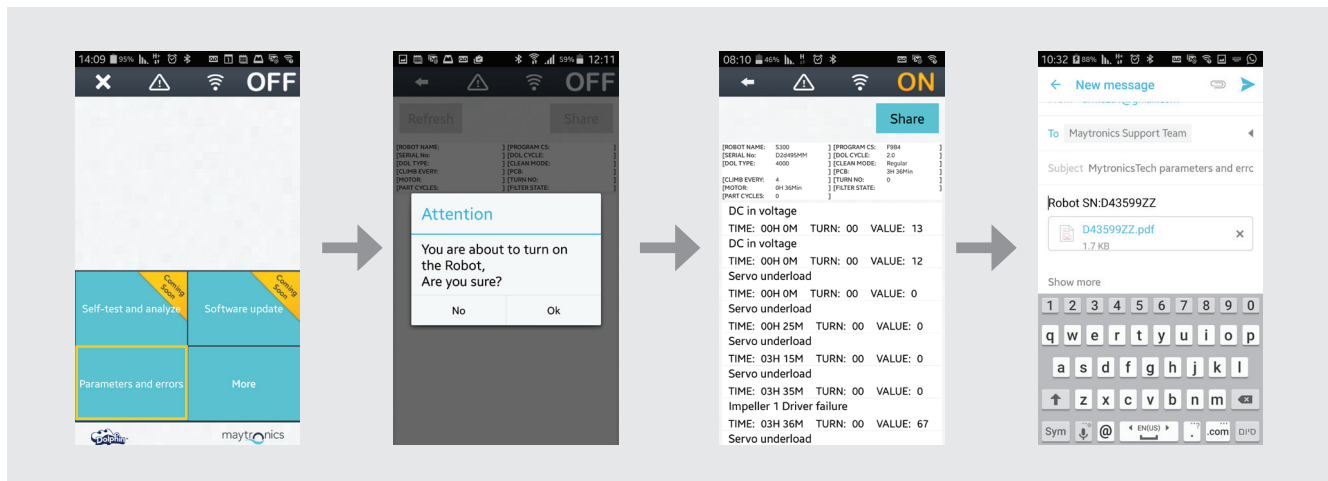 14:09 95%
OFF
Coming Soon
Coming Soon
Self-test and analyze
Software update
Parameters and errors
More
Dolphin
maytronics
59% 12:11
OFF
Refresh
Share
[ROBOT NAME: ] [PROGRAM CS: ]
[SERIAL No: ] [DOL CYCLE: ]
[DOL TYPE: ] [CLEAN MODE: ]
[CLIMB EVERY: ] [PCB: ]
[MOTOR: ] [TURN NO: ]
[PART CYCLES: ] [FILTER STATE: ]
Attention
You are about to turn on
the Robot,
Are you sure?
No
Ok
08:10 46%
ON
Share
[ROBOT NAME: S300 ] [PROGRAM CS: F9B4 ]
[SERIAL No: D2d495MM ] [DOL CYCLE: 2.0 ]
[DOL TYPE: 4000 ] [CLEAN MODE: Regular ]
] [PCB: 3H 36Min ]
[CLIMB EVERY: 4 ] [TURN NO: 0 ]
[MOTOR: 0H 36Min ] [FILTER STATE: ]
[PART CYCLES: 0 ]
DC in voltage
TIME: 00H 0M TURN: 00 VALUE: 13
DC in voltage
TIME: 00H 0M TURN: 00 VALUE: 12
Servo underload
TIME: 00H 0M TURN: 00 VALUE: 0
Servo underload
TIME: 00H 25M TURN: 00 VALUE: 0
Servo underload
TIME: 03H 15M TURN: 00 VALUE: 0
Servo underload
TIME: 03H 35M TURN: 00 VALUE: 0
Impeller 1 Driver failure
TIME: 03H 36M TURN: 00 VALUE: 67
Servo underload
10:32 88%
New message
To Maytronics Support Team
Subject MytronicsTech parameters and errc
Robot SN:D43599ZZ
D43599ZZ.pdf
1.7 KB
Show more
1 2 3 4 5 6 7 8 9 0
q w e r t y u i o p
a s d f g h j k l
z x c v b n m
Sym @ EN(US) . .com סיום